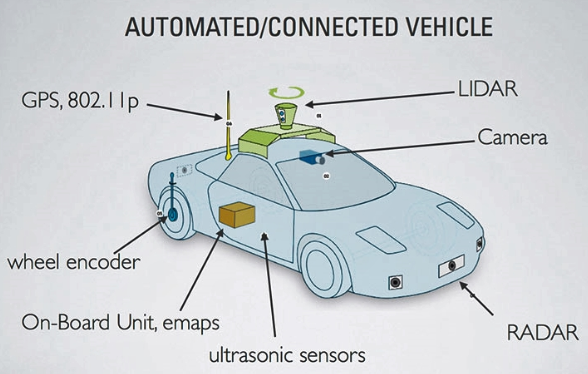 AUTOMATED/CONNECTED VEHICLE
GPS, 802.11p
LIDAR
Camera
wheel encoder
On-Board Unit, emaps
ultrasonic sensors
RADAR